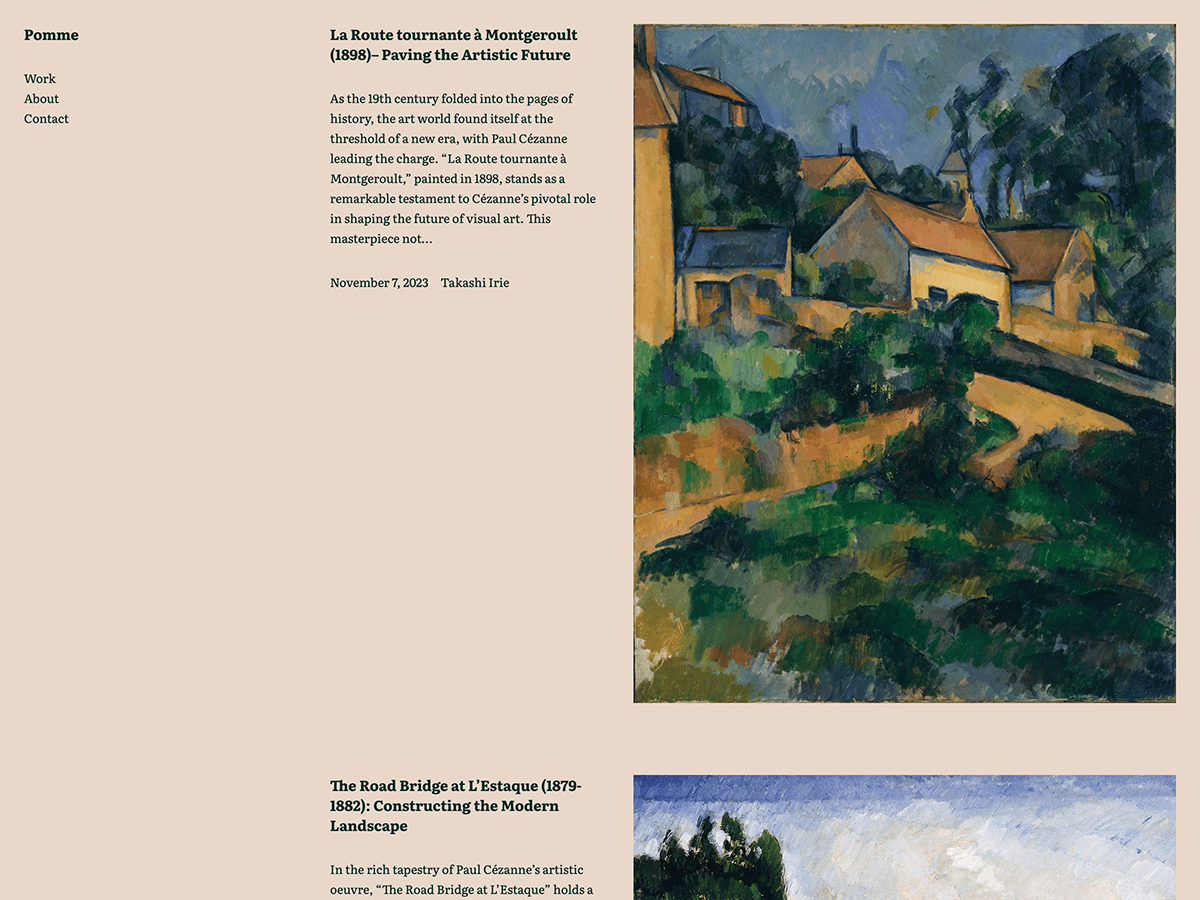 Pomme
Work
About
Contact
La Route tournante à Montgeroult
(1898)– Paving the Artistic Future
As the 19th century folded into the pages of
history, the art world found itself at the
threshold of a new era, with Paul Cézanne
leading the charge. “La Route tournante à
Montgeroult,” painted in 1898, stands as a
remarkable testament to Cézanne’s pivotal role
in shaping the future of visual art. This
masterpiece not…
November 7, 2023 Takashi Irie
The Road Bridge at L’Estaque (1879-
1882): Constructing the Modern
Landscape
In the rich tapestry of Paul Cézanne’s artistic
oeuvre, “The Road Bridge at L’Estaque” holds a